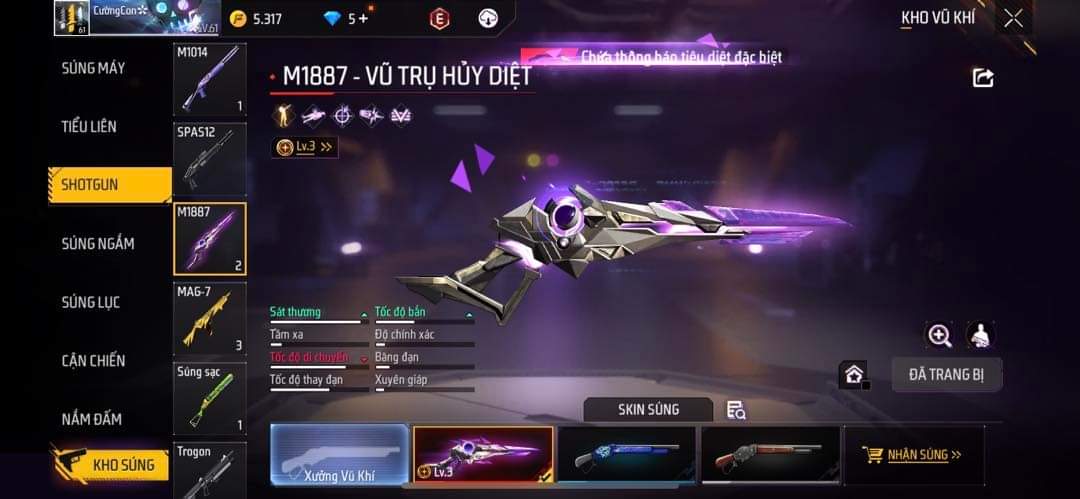 61
CườngCon✲
LV.61
5.317
5+
E
KHO VŨ KHÍ
SÚNG MÁY
TIỂU LIÊN
SHOTGUN
SÚNG NGẮM
SÚNG LỤC
CẬN CHIẾN
NẮM ĐẤM
KHO SÚNG
M1014
1
SPAS12
M1887
2
MAG-7
3
Súng sạc
1
Trogon
Chứa thông báo tiêu diệt đặc biệt
M1887 - VŨ TRỤ HỦY DIỆT
Lv.3 >>
Sát thương
Tốc độ bắn
Tầm xa
Độ chính xác
Tốc độ di chuyển
Băng đạn
Tốc độ thay đạn
Xuyên giáp
ĐÃ TRANG BỊ
SKIN SÚNG
Xưởng Vũ Khí
Lv.3
NHẬN SÚNG >>